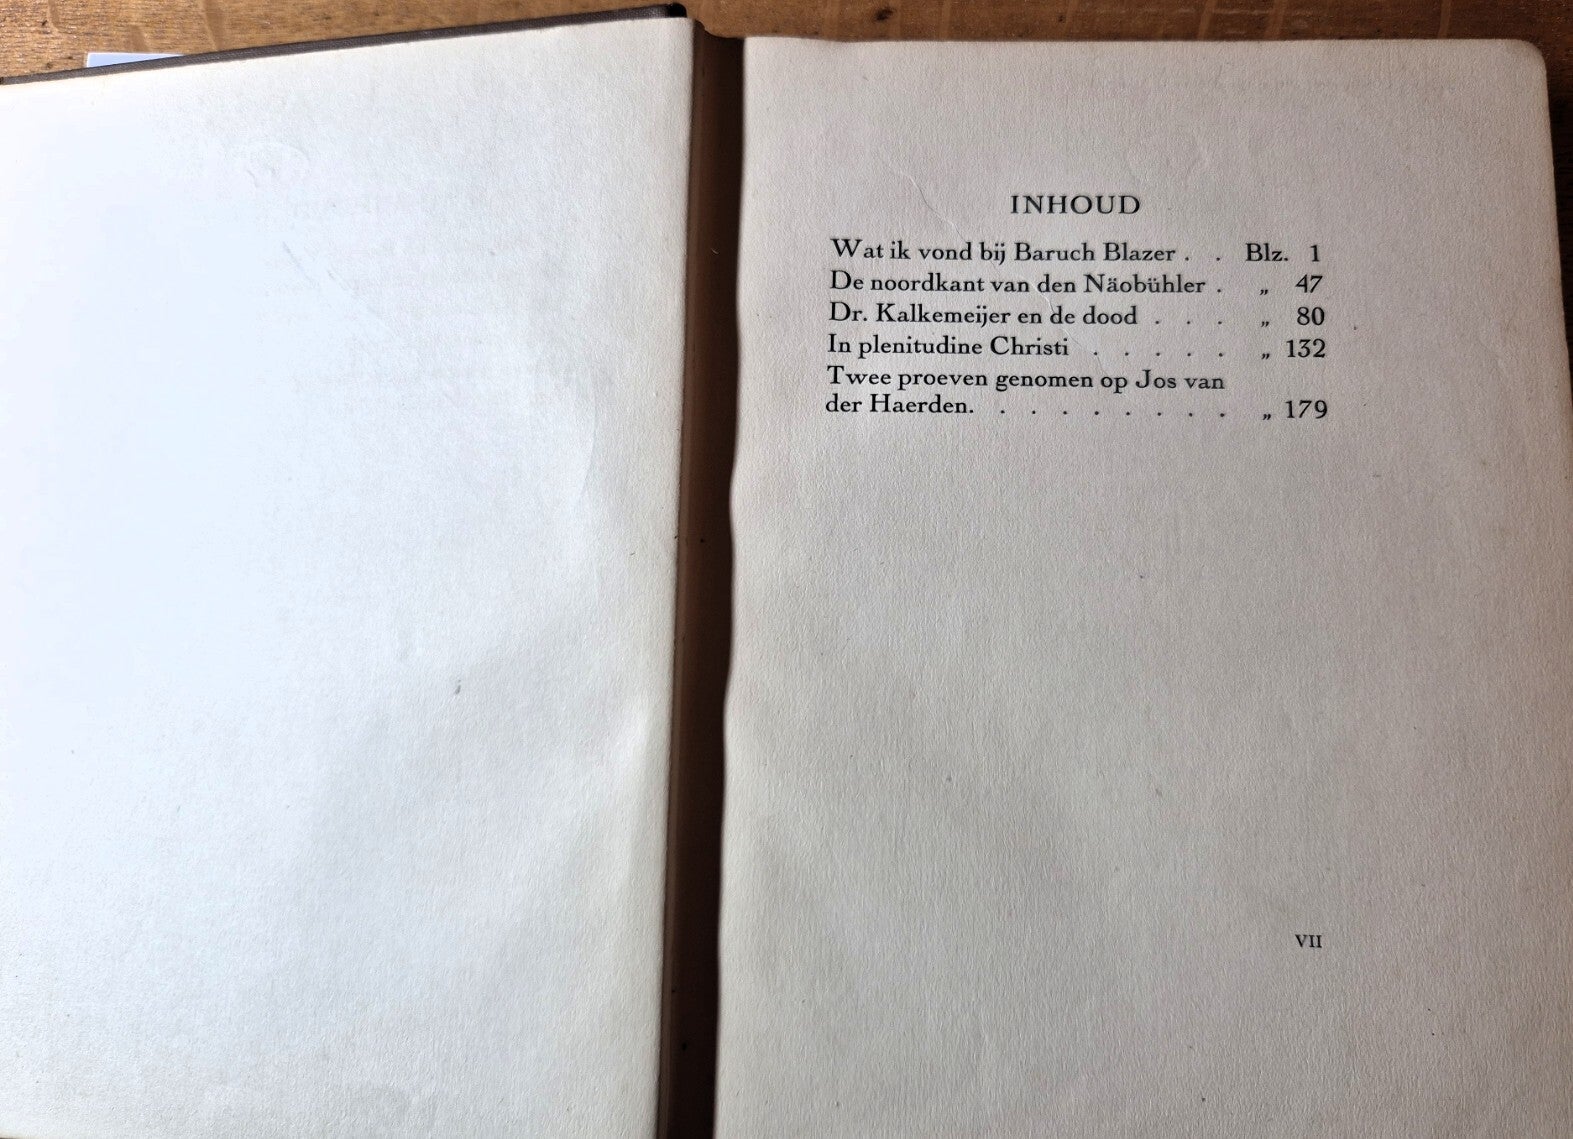 INHOUD
Wat ik vond bij Baruch Blazer . . Blz. 1
De noordkant van den Näobühler . „ 47
Dr. Kalkemeijer en de dood . . . „ 80
In plenitudine Christi . . . . . „ 132
Twee proeven genomen op Jos van
der Haerden. . . . . . . . . „ 179
VII